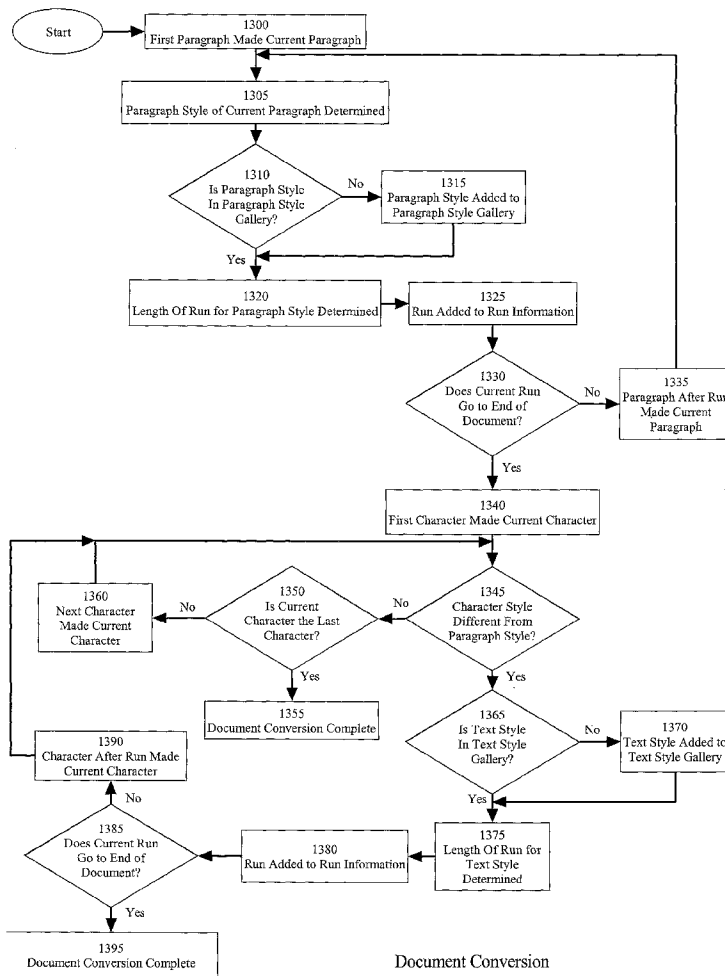 Start
1300
First Paragraph Made Current Paragraph
1305
Paragraph Style of Current Paragraph Determined
1310
Is Paragraph Style
In Paragraph Style
Gallery?
No
1315
Paragraph Style Added to
Paragraph Style Gallery
Yes
1320
Length Of Run for Paragraph Style Determined
1325
Run Added to Run Information
1330
Does Current Run
Go to End of
Document?
No
1335
Paragraph After Run
Made Current
Paragraph
Yes
1340
First Character Made Current Character
1345
Character Style
Different From
Paragraph Style?
No
1350
Is Current
Character the Last
Character?
No
1360
Next Character
Made Current
Character
Yes
1355
Document Conversion Complete
Yes
1365
Is Text Style
In Text Style
Gallery?
No
1370
Text Style Added to
Text Style Gallery
Yes
1375
Length Of Run for
Text Style
Determined
1380
Run Added to Run Information
1385
Does Current Run
Go to End of
Document?
No
1390
Character After Run Made
Current Character
Yes
1395
Document Conversion Complete
Document Conversion